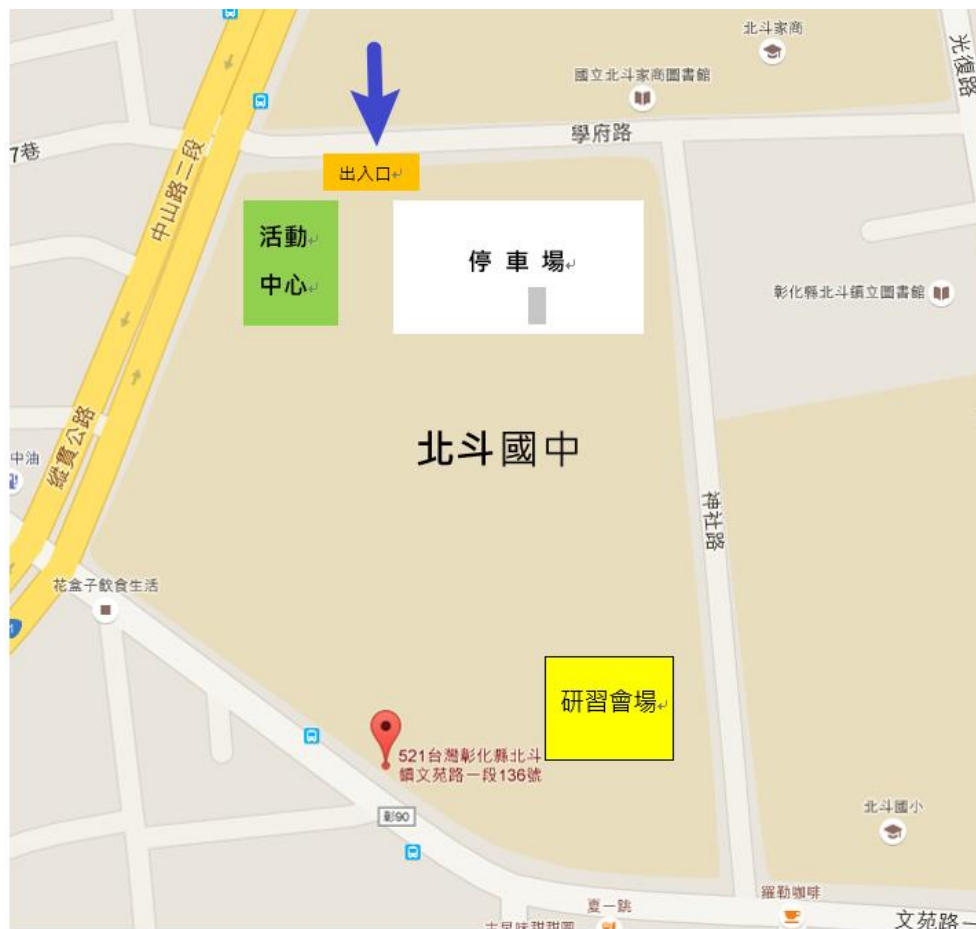 北斗家商
國立北斗家商圖書館
光復路
學府路
7巷
出入口
中山路二段
活動
中心
停車場
彰化縣北斗鎮立圖書館
北斗國中
縱貫公路
中油
神社路
花盒子飲食生活
1
研習會場
521台灣彰化縣北斗
鎮文苑路一段136號
彰90
北斗國小
羅勒咖啡
夏一跳
文苑路一